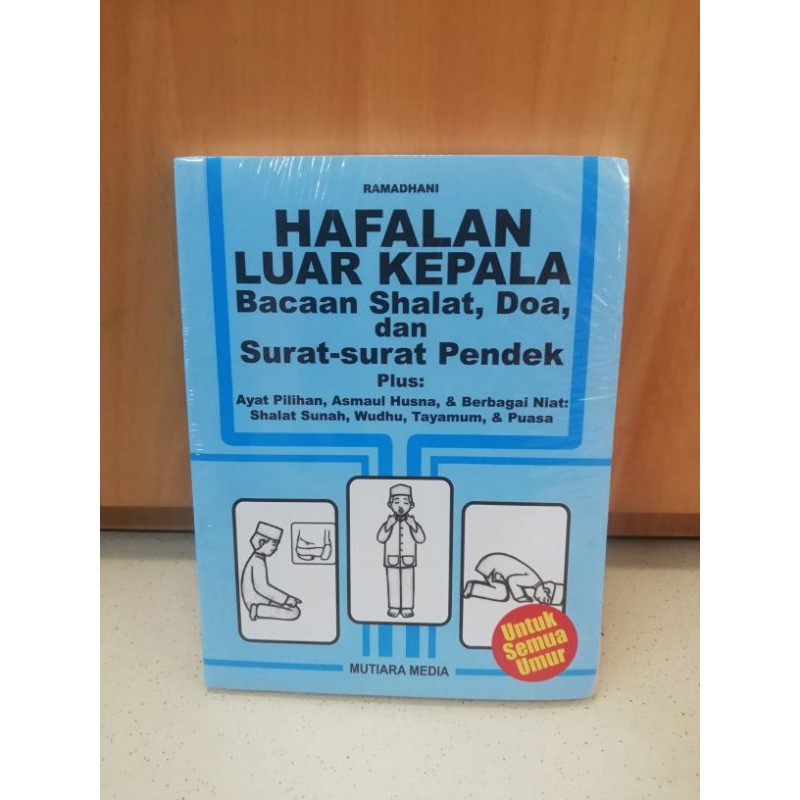 RAMADHANI
HAFALAN
LUAR KEPALA
Bacaan Shalat, Doa,
dan
Surat-surat Pendek
Plus:
Ayat Pilihan, Asmaul Husna, & Berbagai Niat:
Shalat Sunah, Wudhu, Tayamum, & Puasa
Untuk
Semua
Umur
MUTIARA MEDIA